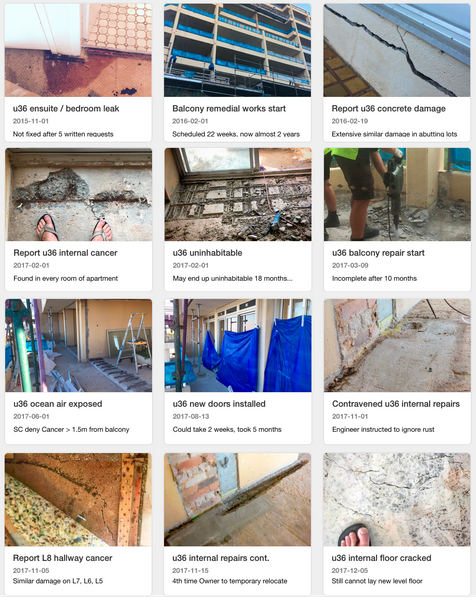 u36 ensuite / bedroom leak
2015-11-01
Not fixed after 5 written requests
Balcony remedial works start
2016-02-01
Scheduled 22 weeks, now almost 2 years
Report u36 concrete damage
2016-02-19
Extensive similar damage in abutting lots
Report u36 internal cancer
2017-02-01
Found in every room of apartment
u36 uninhabitable
2017-02-01
May end up uninhabitable 18 months...
u36 balcony repair start
2017-03-09
Incomplete after 10 months
u36 ocean air exposed
2017-06-01
SC deny Cancer > 1.5m from balcony
u36 new doors installed
2017-08-13
Could take 2 weeks, took 5 months
Contravened u36 internal repairs
2017-11-01
Engineer instructed to ignore rust
Report L8 hallway cancer
2017-11-05
Similar damage on L7, L6, L5
u36 internal repairs cont.
2017-11-15
4th time Owner to temporary relocate
u36 internal floor cracked
2017-12-05
Still cannot lay new level floor